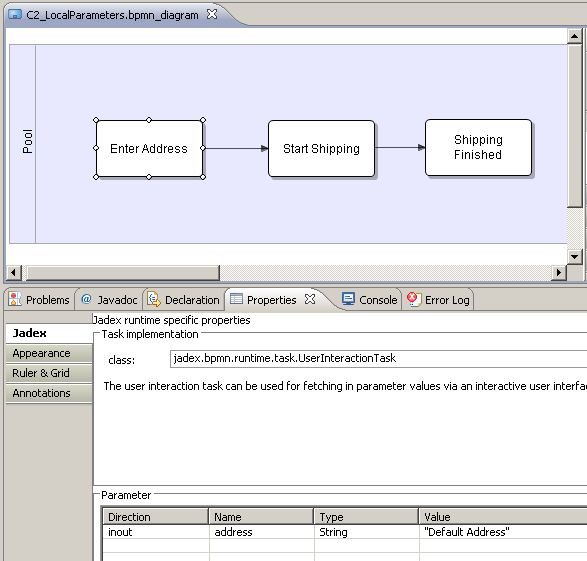 C2_LocalParameters.bpmn_diagram
Pool
Enter Address
Start Shipping
Shipping
Finished
Problems
Javadoc
Declaration
Properties
Console
Error Log
Jadex
Appearance
Ruler & Grid
Annotations
Jadex runtime specific properties
Task implementation
class:
jadex.bpmn.runtime.task.UserInteractionTask
The user interaction task can be used for fetching in parameter values via an interactive user
Parameter
Direction Name Type Value
inout address String "Default Address"